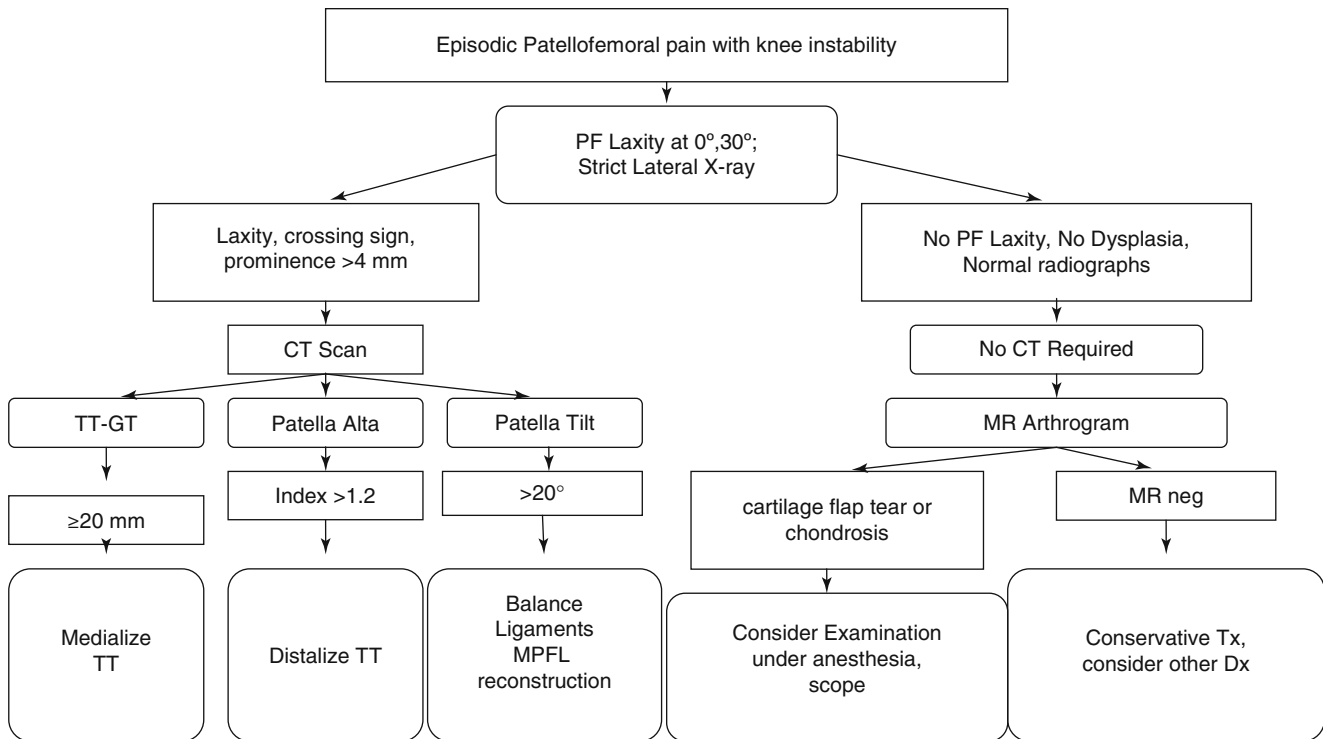 Episodic Patellofemoral pain with knee instability
PF Laxity at 0°,30°;
Strict Lateral X-ray
Laxity, crossing sign,
prominence >4 mm
No PF Laxity, No Dysplasia,
Normal radiographs
CT Scan
No CT Required
TT-GT
Patella Alta
Patella Tilt
MR Arthrogram
≥20 mm
Index >1.2
>20°
cartilage flap tear or
chondrosis
MR neg
Medialize
TT
Distalize TT
Balance
Ligaments
MPFL
reconstruction
Consider Examination
under anesthesia,
scope
Conservative Tx,
consider other Dx